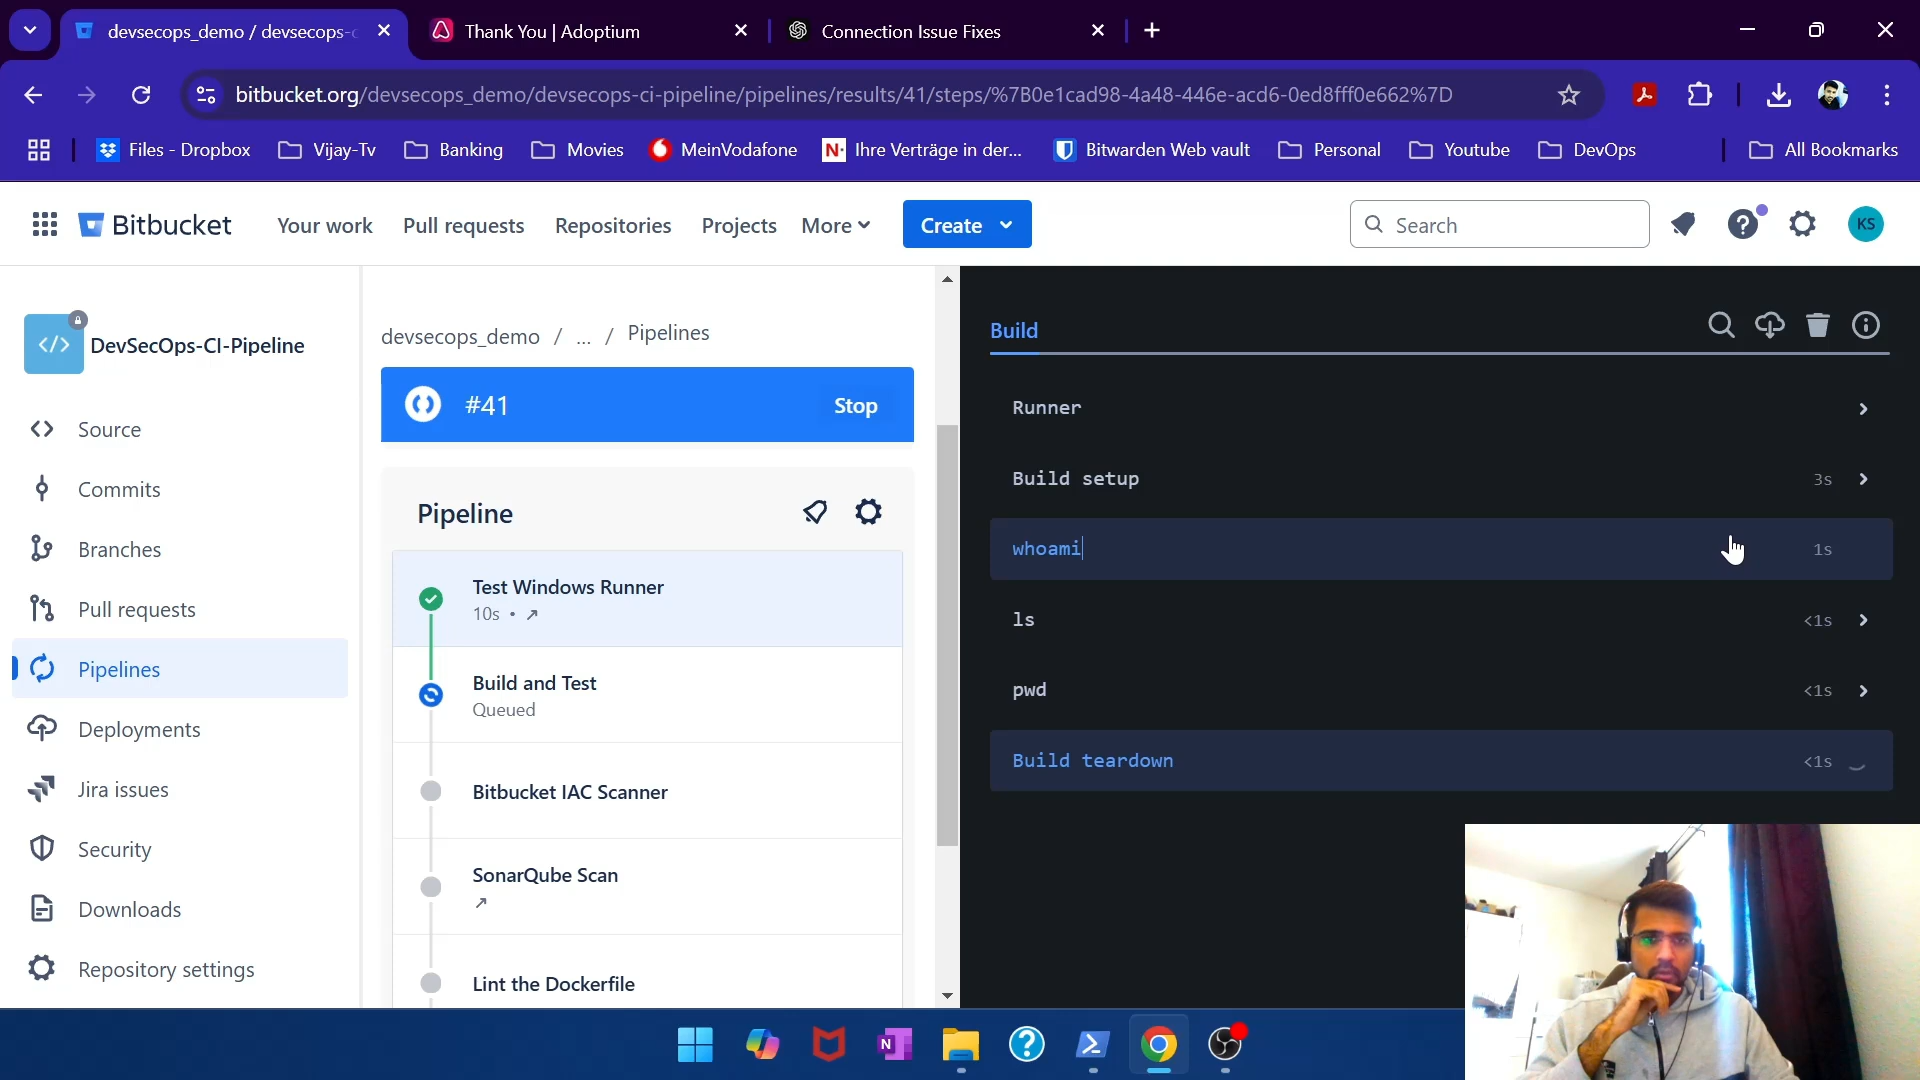 devsecops_demo / devsecops-c
Thank You | Adoptium
Connection Issue Fixes
bitbucket.org/devsecops_demo/devsecops-ci-pipeline/pipelines/results/41/steps/%7B0e1cad98-4a48-446e-acd6-0ed8fff0e662%7D
Files - Dropbox
Vijay-Tv
Banking
Movies
MeinVodafone
N·
Ihre Verträge in der...
Bitwarden Web vault
Personal
Youtube
DevOps
All Bookmarks
Bitbucket
Your work
Pull requests
Repositories
Projects
More
Create
Search
KS
DevSecOps-CI-Pipeline
Source
Commits
Branches
Pull requests
Pipelines
Deployments
Jira issues
Security
Downloads
Repository settings
devsecops_demo / ... / Pipelines
#41
Stop
Pipeline
Test Windows Runner
10s •
Build and Test
Queued
Bitbucket IAC Scanner
SonarQube Scan
Lint the Dockerfile
Build
Runner
Build setup 3s
whoami 1s
ls <1s
pwd <1s
Build teardown <1s